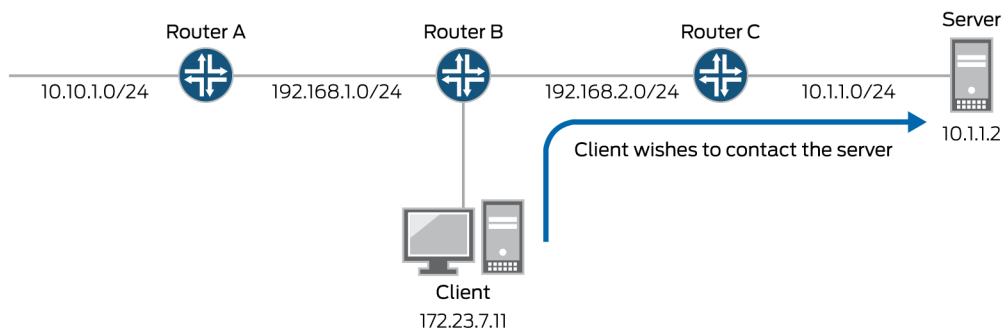 Server
Router A
Router B
Router C
10.10.1.0/24
192.168.1.0/24
192.168.2.0/24
10.1.1.0/24
10.1.1.2
Client wishes to contact the server
Client
172.23.7.11